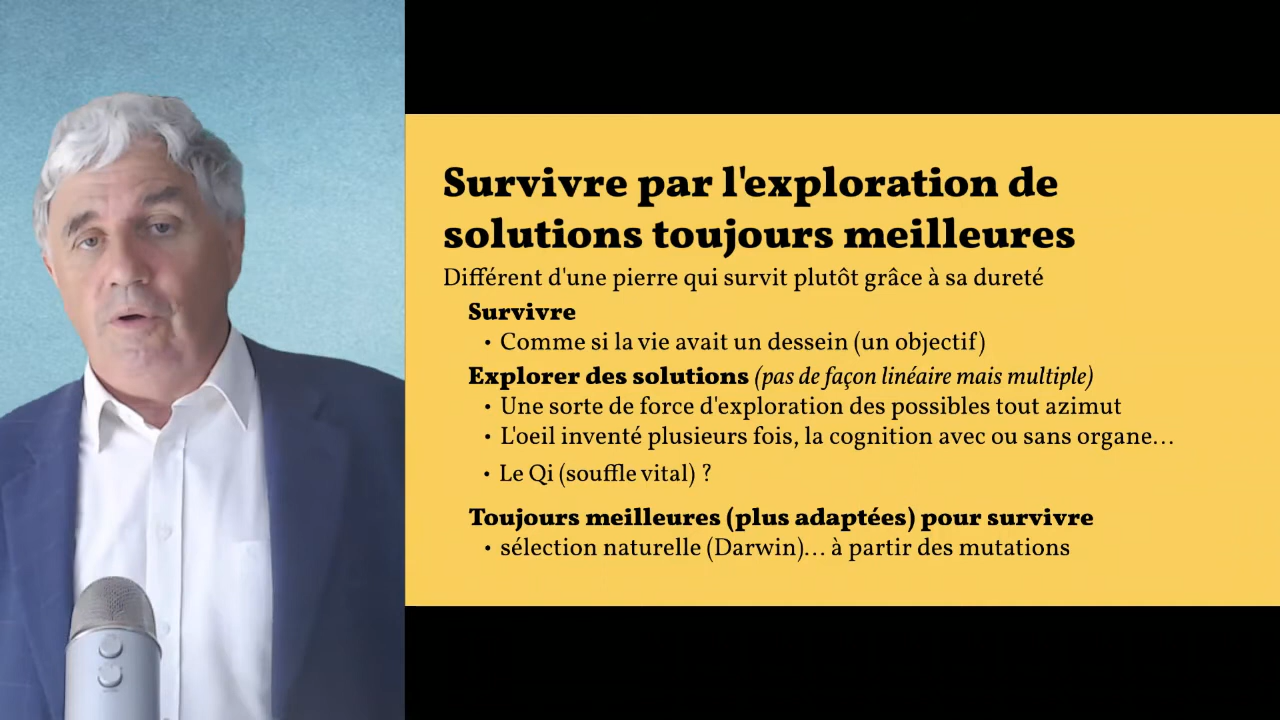 Survivre par l'exploration de
solutions toujours meilleures
Différent d'une pierre qui survit plutôt grâce à sa dureté
Survivre
• Comme si la vie avait un dessein (un objectif)
Explorer des solutions (pas de façon linéaire mais multiple)
• Une sorte de force d'exploration des possibles tout azimut
• L'oeil inventé plusieurs fois, la cognition avec ou sans organe…
• Le Qi (souffle vital) ?
Toujours meilleures (plus adaptées) pour survivre
• sélection naturelle (Darwin)… à partir des mutations